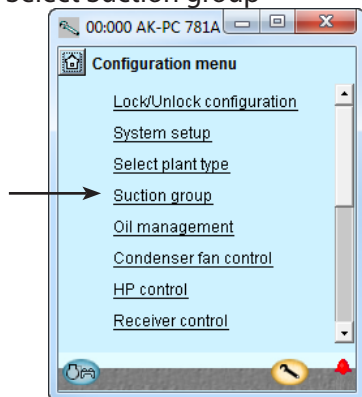 Select Suction group
00:000 AK-PC 781A
Configuration menu
Lock/Unlock configuration
System setup
Select plant type
Suction group
Oil management
Condenser fan control
HP control
Receiver control